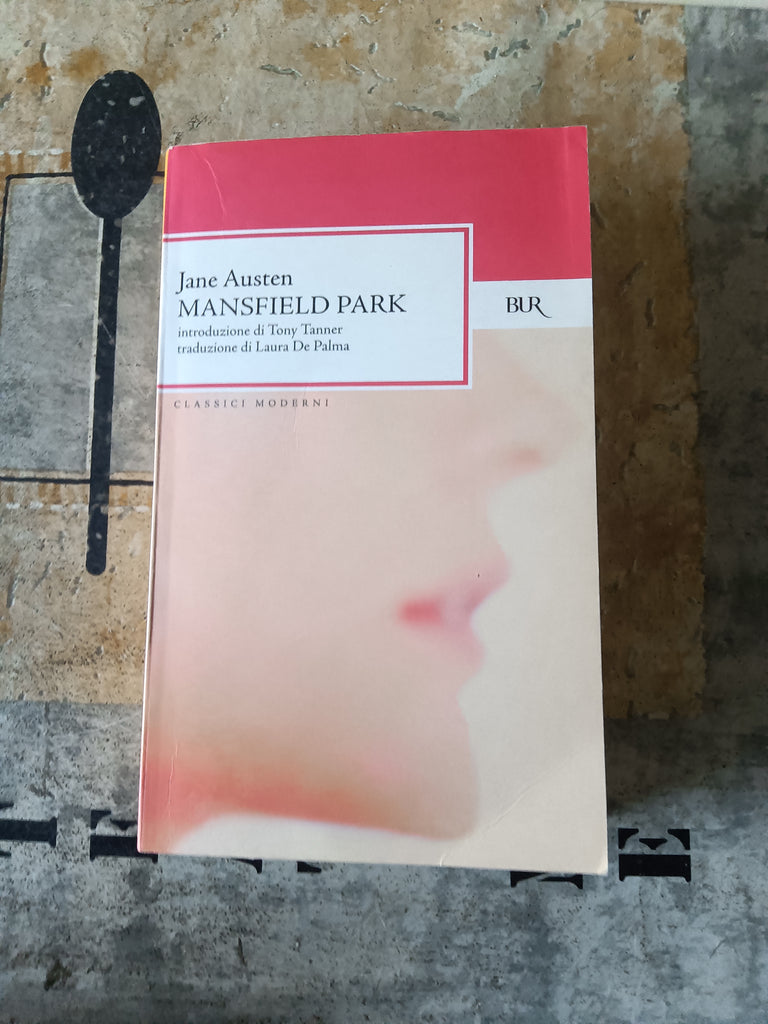 Jane Austen
MANSFIELD PARK
introduzione di Tony Tanner
traduzione di Laura De Palma
BUR
CLASSICI MODERNI